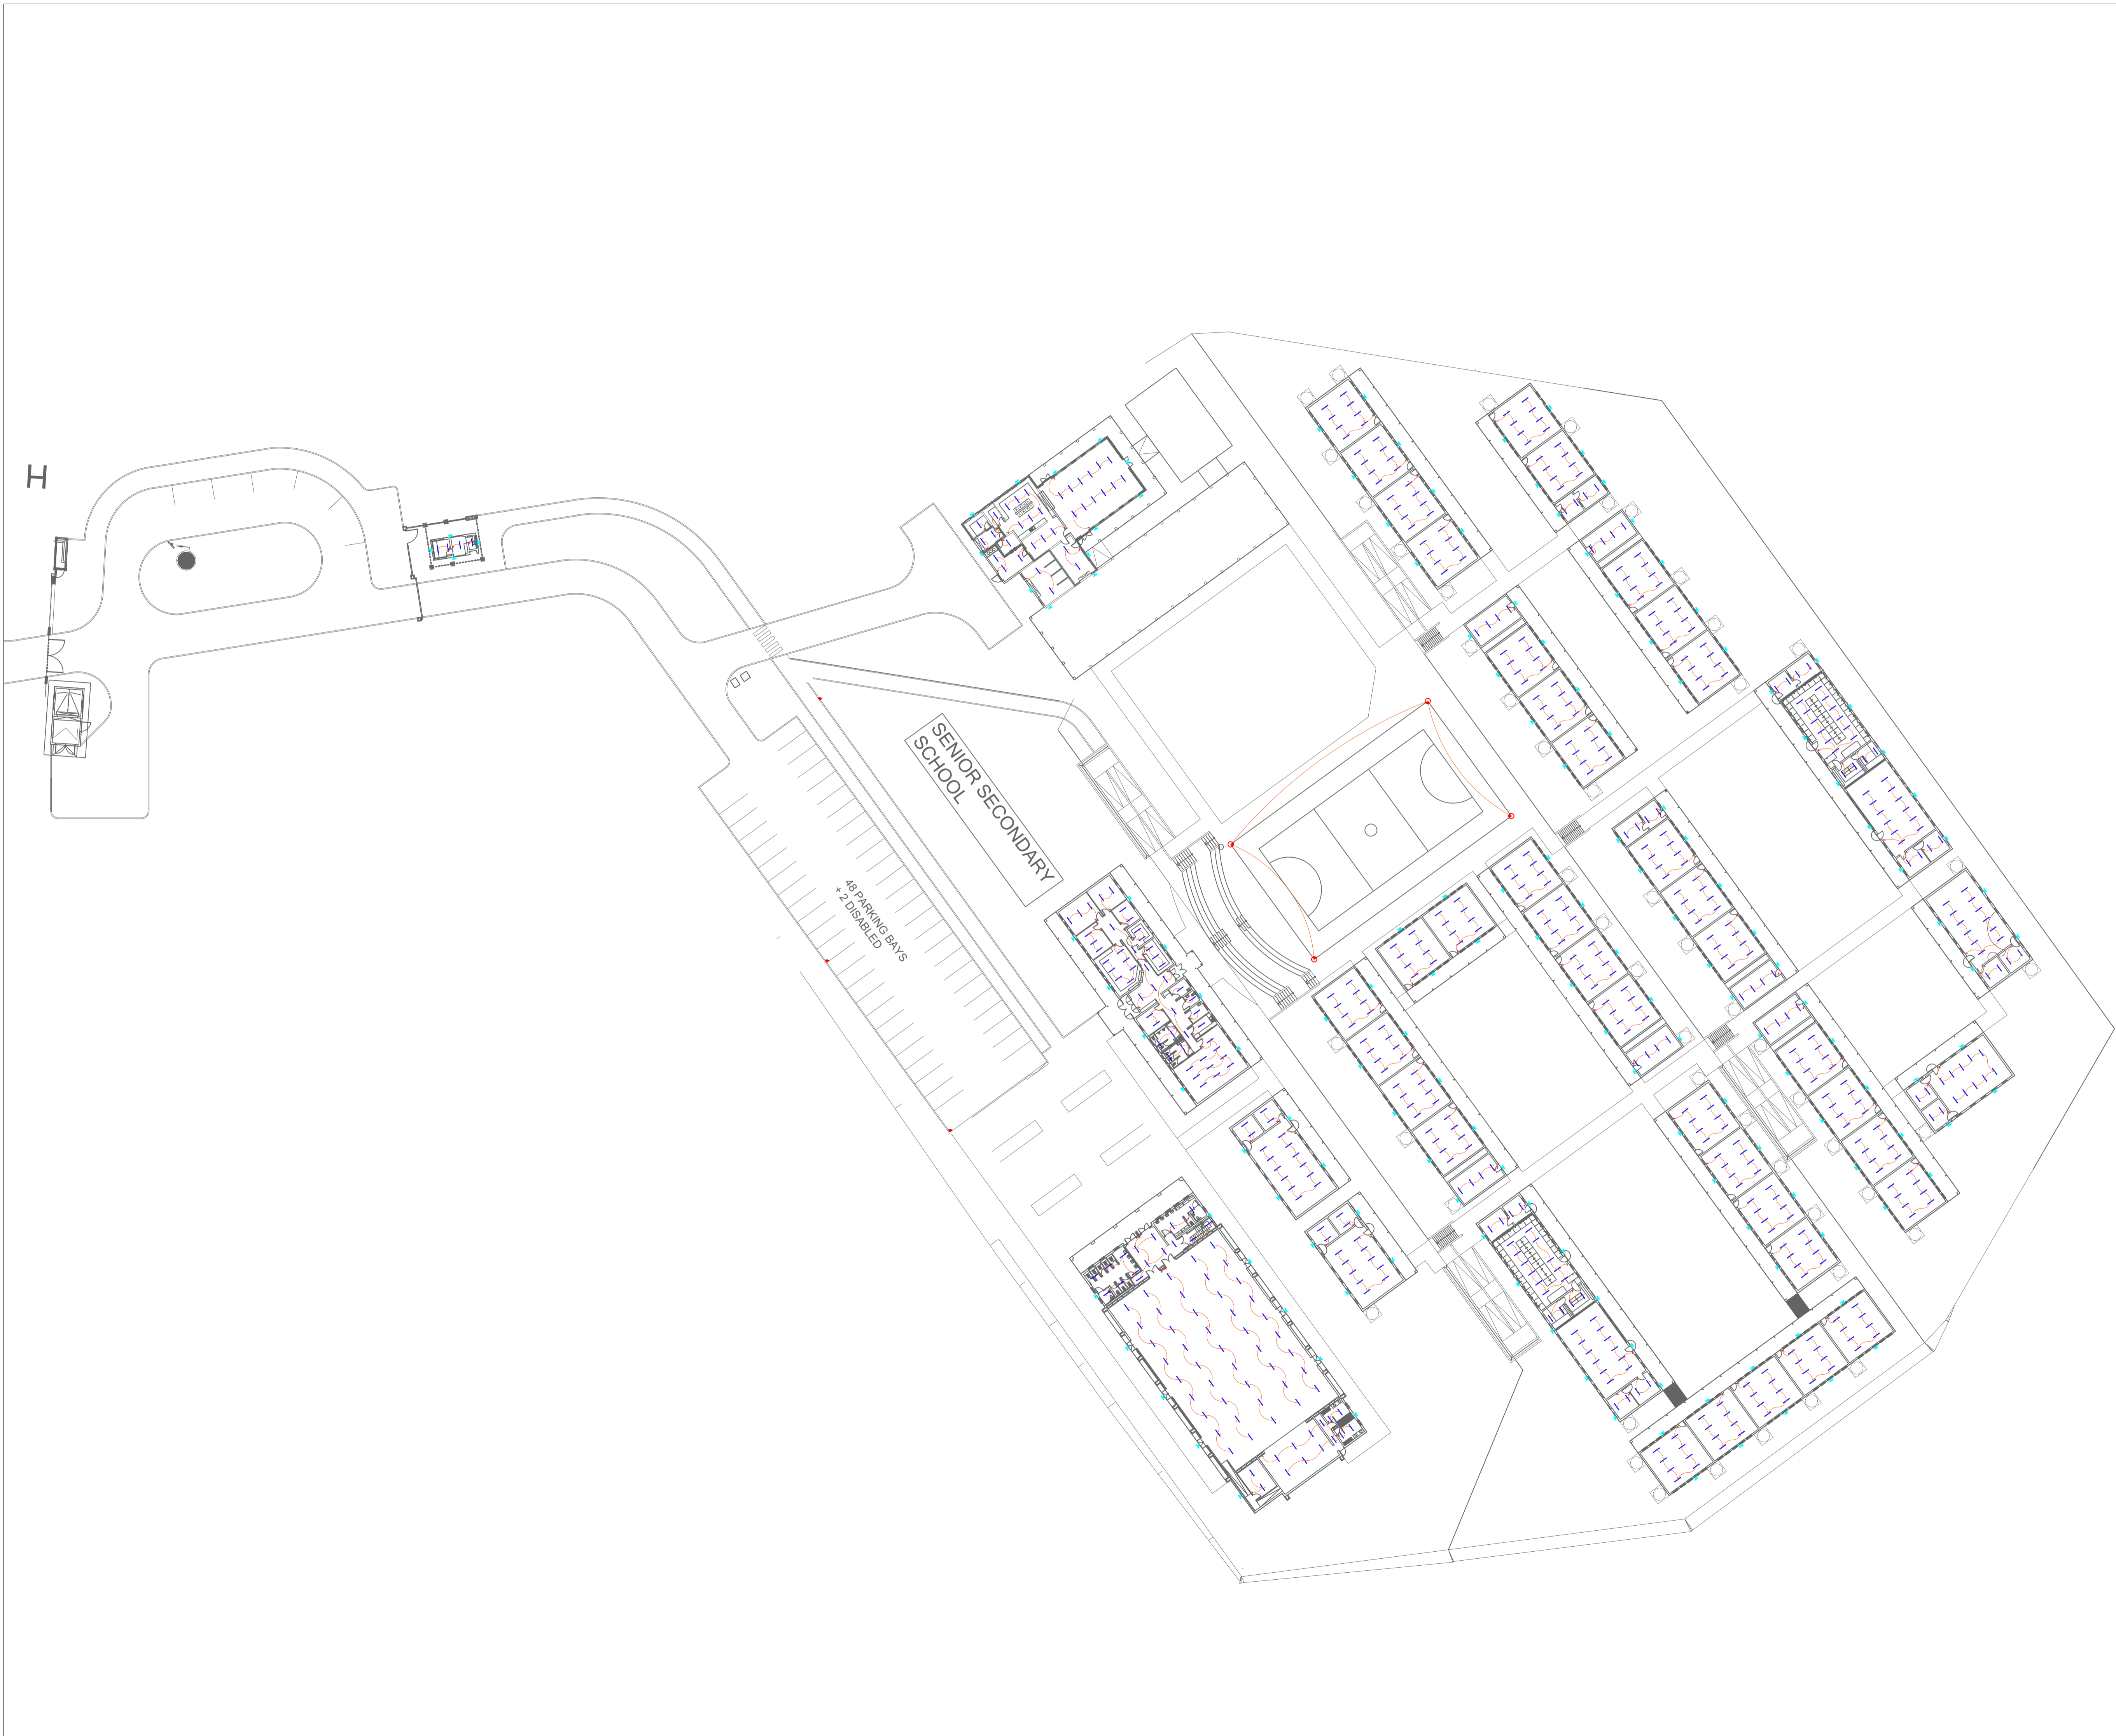 H
SENIOR SECONDARY
SCHOOL
48 PARKING BAYS
+ 2 DISABLED